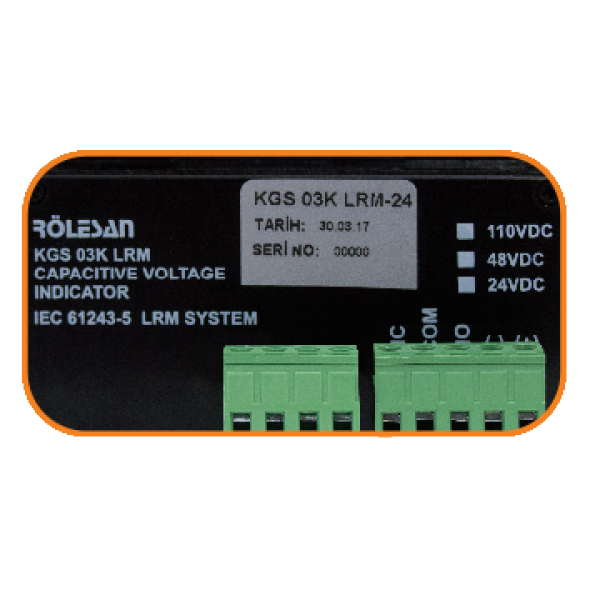 RÖLESAN
KGS 03K LRM
CAPACITIVE VOLTAGE
INDICATOR
IEC 61243-5 LRM SYSTEM
KGS 03K LRM-24
TARİH: 30.03.17
SERİ NO: 00000
110VDC
48VDC
24VDC
COM